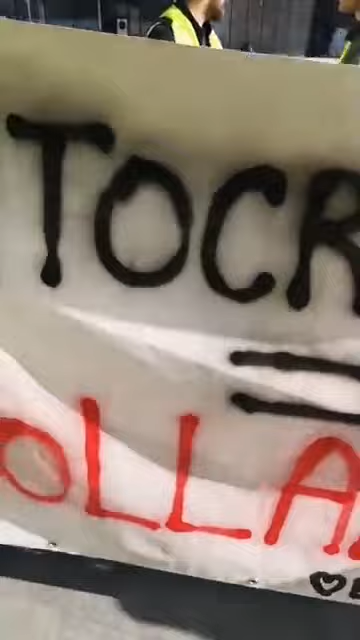 TOCR
=
OLLA
♡